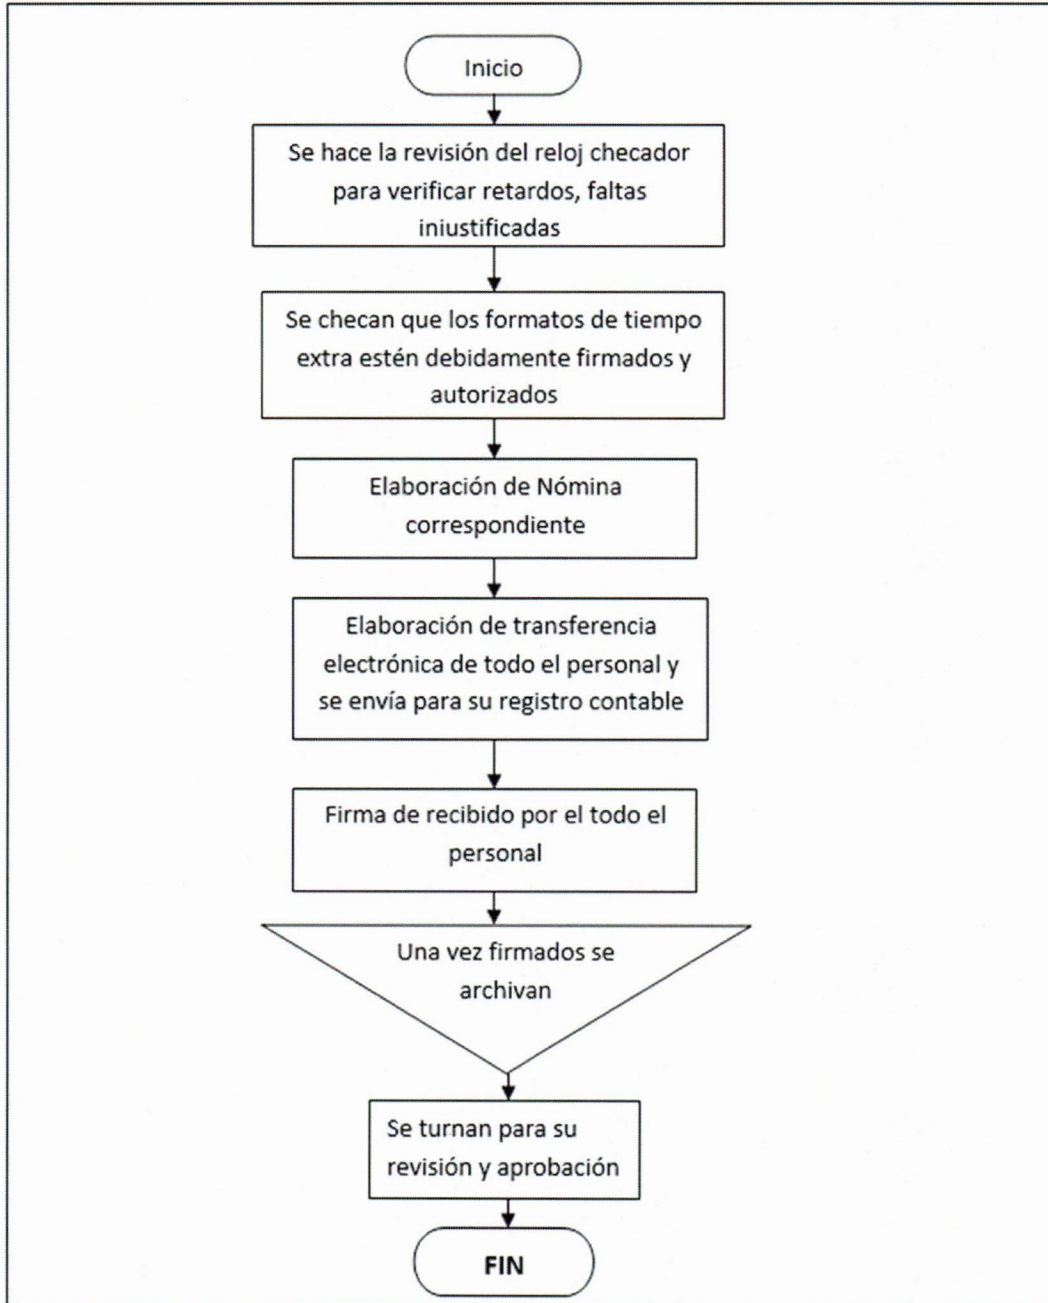 Inicio
Se hace la revisión del reloj checador
para verificar retardos, faltas
iniustificadas
Se checan que los formatos de tiempo
extra estén debidamente firmados y
autorizados
Elaboración de Nómina
correspondiente
Elaboración de transferencia
electrónica de todo el personal y
se envía para su registro contable
Firma de recibido por el todo el
personal
Una vez firmados se
archivan
Se turnan para su
revisión y aprobación
FIN